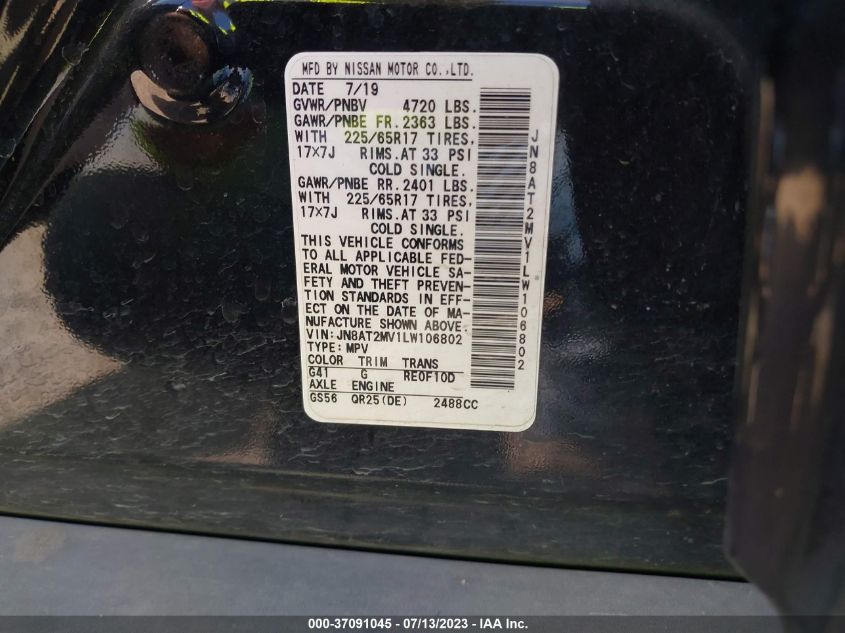 MFD BY NISSAN MOTOR CO.,LTD.
DATE 7/19
GVWR/PNBV 4720 LBS.
GAWR/PNBE FR. 2363 LBS.
WITH 225/65R17 TIRES,
17×7J RIMS.AT 33 PSI
COLD SINGLE.
GAWR/PNBE RR. 2401 LBS.
WITH 225/65R17 TIRES,
17×7J RIMS.AT 33 PSI
COLD SINGLE.
THIS VEHICLE CONFORMS
TO ALL APPLICABLE FED-
ERAL MOTOR VEHICLE SA-
FETY AND THEFT PREVEN-
TION STANDARDS IN EFF-
ECT ON THE DATE OF MA-
NUFACTURE SHOWN ABOVE.
VIN:JN8AT2MV1LW106802
TYPE:MPV
COLOR TRIM TRANS
G41 G RE0F10D
AXLE ENGINE
GS56 QR25(DE) 2488CC
JN8AT2MV1LW106802
000-37091045 / 07/13/2023 - IAA Inc.